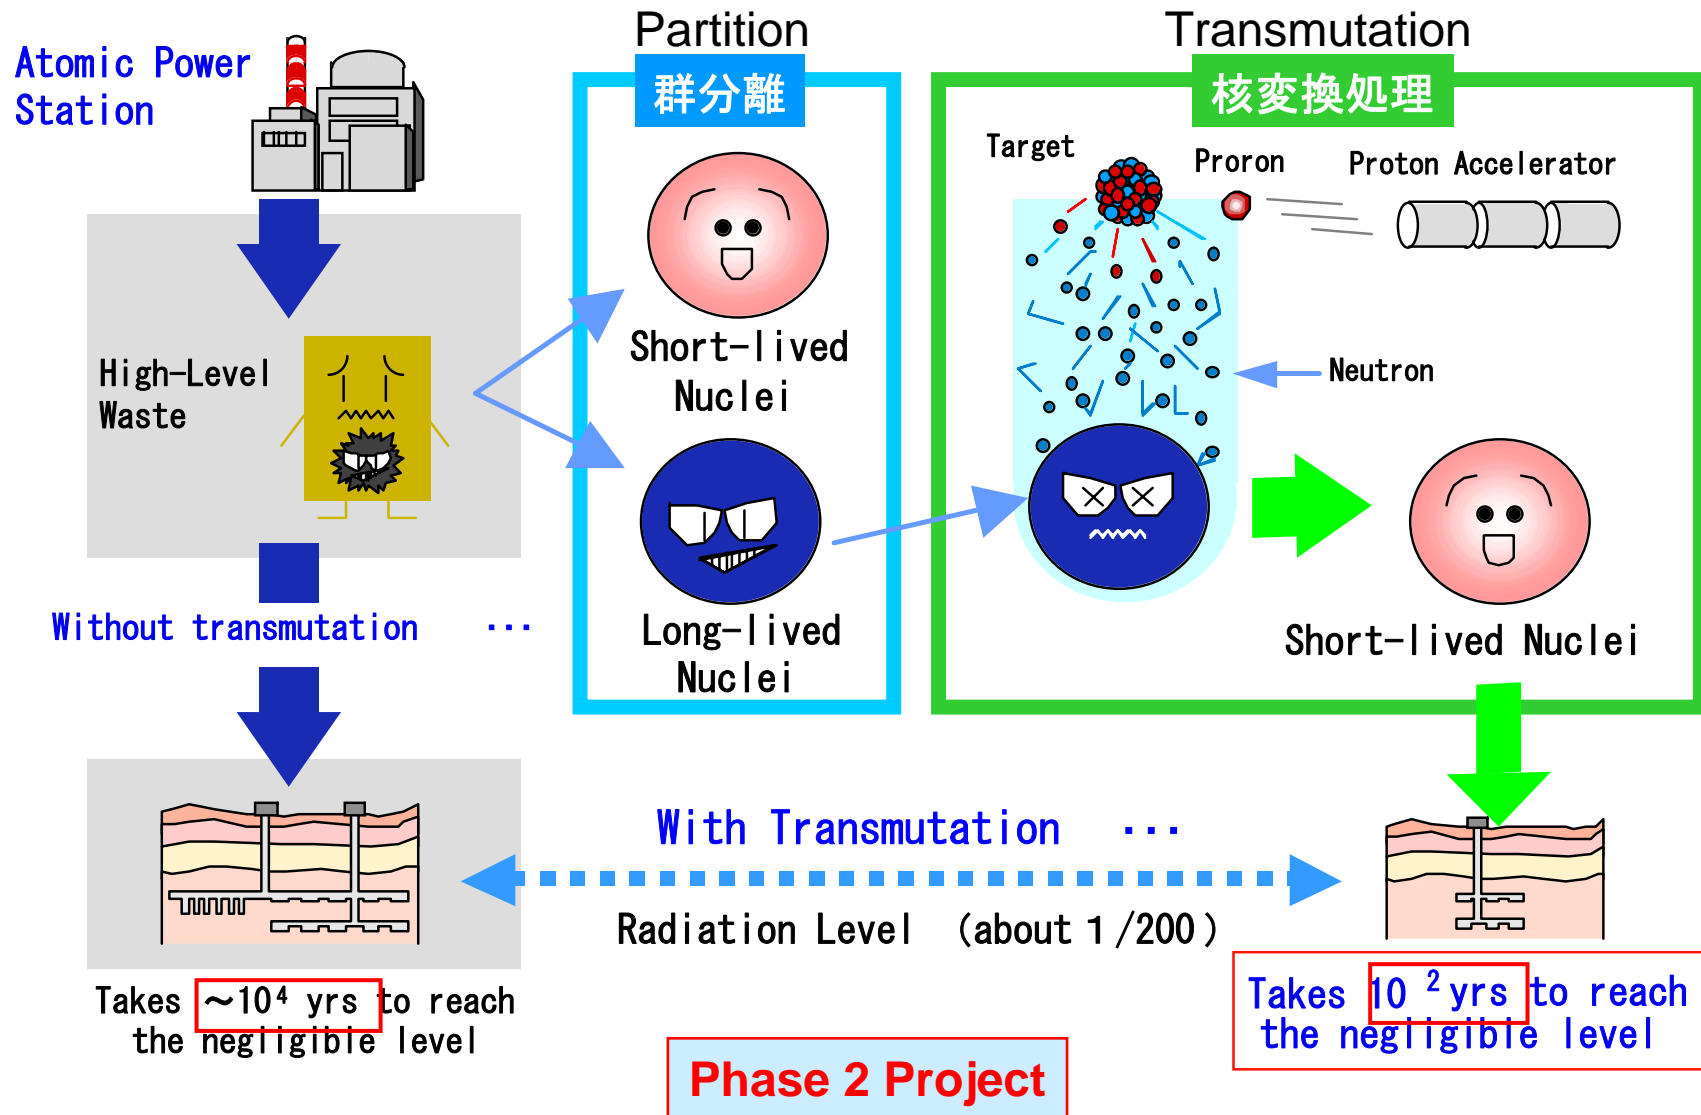 Atomic Power
Station
High-Level
Waste
Without transmutation ･･･
Takes ～10⁴ yrs to reach
the negligible level
Partition
群分離
Short-lived
Nuclei
Long-lived
Nuclei
Transmutation
核変換処理
Target
Proron
Proton Accelerator
Neutron
Short-lived Nuclei
With Transmutation ･･･
Radiation Level （about １/200）
Takes 10 ² yrs to reach
the negligible level
Phase 2 Project